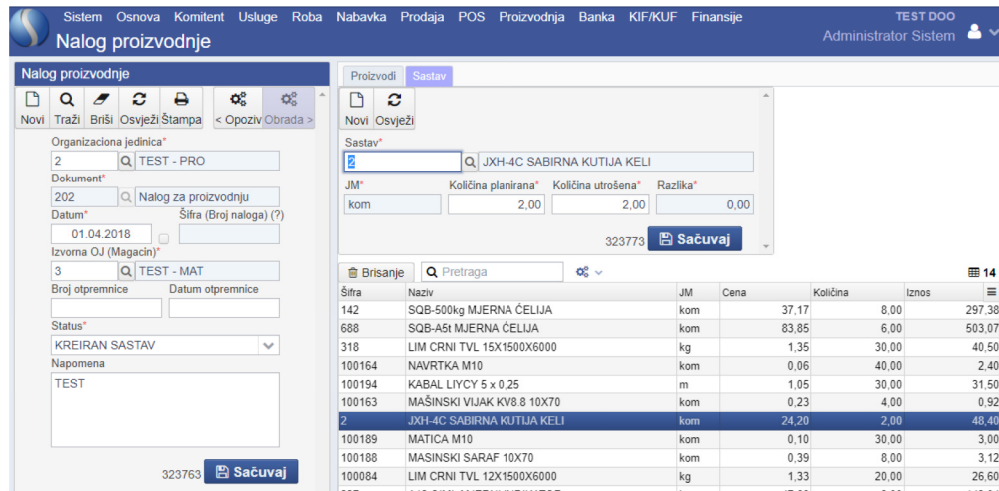 Sistem Osnova Komitent Usluge Roba Nabavka Prodaja POS Proizvodnja Banka KIF/KUF Finansije TEST DOO
Nalog proizvodnje Administrator Sistem
Nalog proizvodnje
Novi Traži Briši Osvježi Štampa < Opoziv Obrada >
Organizaciona jedinica*
2 TEST - PRO
Dokument*
202 Nalog za proizvodnju
Datum* Šifra (Broj naloga) (?)
01.04.2018
Izvorna OJ (Magacin)*
3 TEST - MAT
Broj otpremnice Datum otpremnice
Status*
KREIRAN SASTAV
Napomena
TEST
323763 Sačuvaj
Proizvodi Sastav
Novi Osvježi
Sastav*
2 JXH-4C SABIRNA KUTIJA KELI
JM* Količina planirana* Količina utrošena* Razlika*
kom 2,00 2,00 0,00
323773 Sačuvaj
Brisanje Pretraga 14
Šifra Naziv JM Cena Količina Iznos
142 SQB-500kg MJERNA ĆELIJA kom 37,17 8,00 297,38
688 SQB-A5t MJERNA ĆELIJA kom 83,85 6,00 503,07
318 LIM CRNI TVL 15X1500X6000 kg 1,35 30,00 40,50
100164 NAVRTKA M10 kom 0,06 40,00 2,40
100194 KABAL LIYCY 5 x 0,25 m 1,05 30,00 31,50
100163 MAŠINSKI VIJAK KV8.8 10X70 kom 0,23 4,00 0,92
2 JXH-4C SABIRNA KUTIJA KELI kom 24,20 2,00 48,40
100189 MATICA M10 kom 0,10 30,00 3,00
100188 MASINSKI SARAF 10X70 kom 0,39 8,00 3,12
100084 LIM CRNI TVL 12X1500X6000 kg 1,33 20,00 26,60